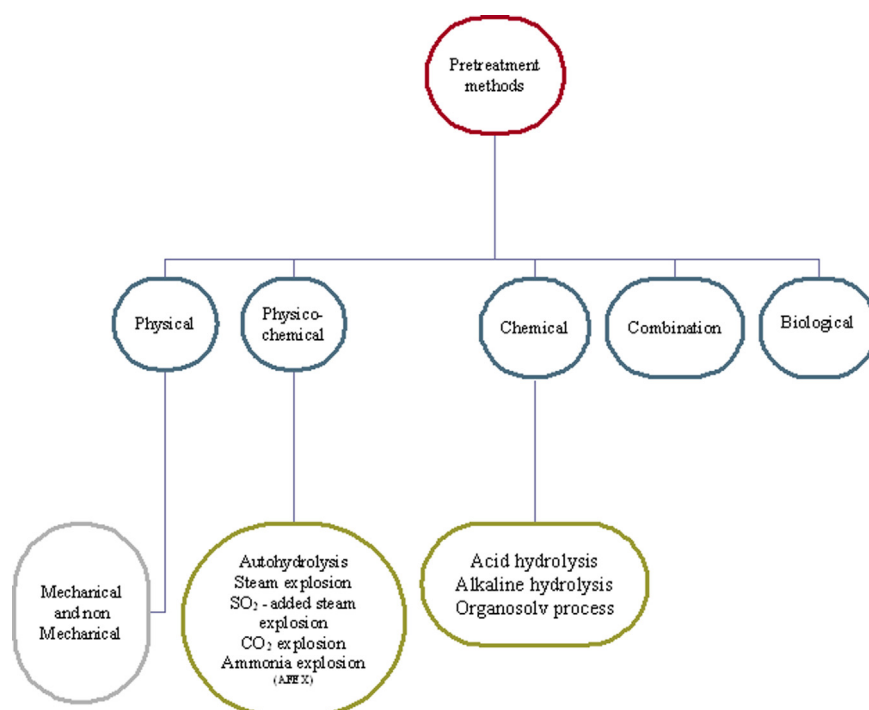 Pretreatment
methods
Physical
Physico-
chemical
Chemical
Combination
Biological
Mechanical
and non
Mechanical
Autohydrolysis
Steam explosion
SO₂ - added steam
explosion
CO₂ explosion
Ammonia explosion
(AFEX)
Acid hydrolysis
Alkaline hydrolysis
Organosolv process